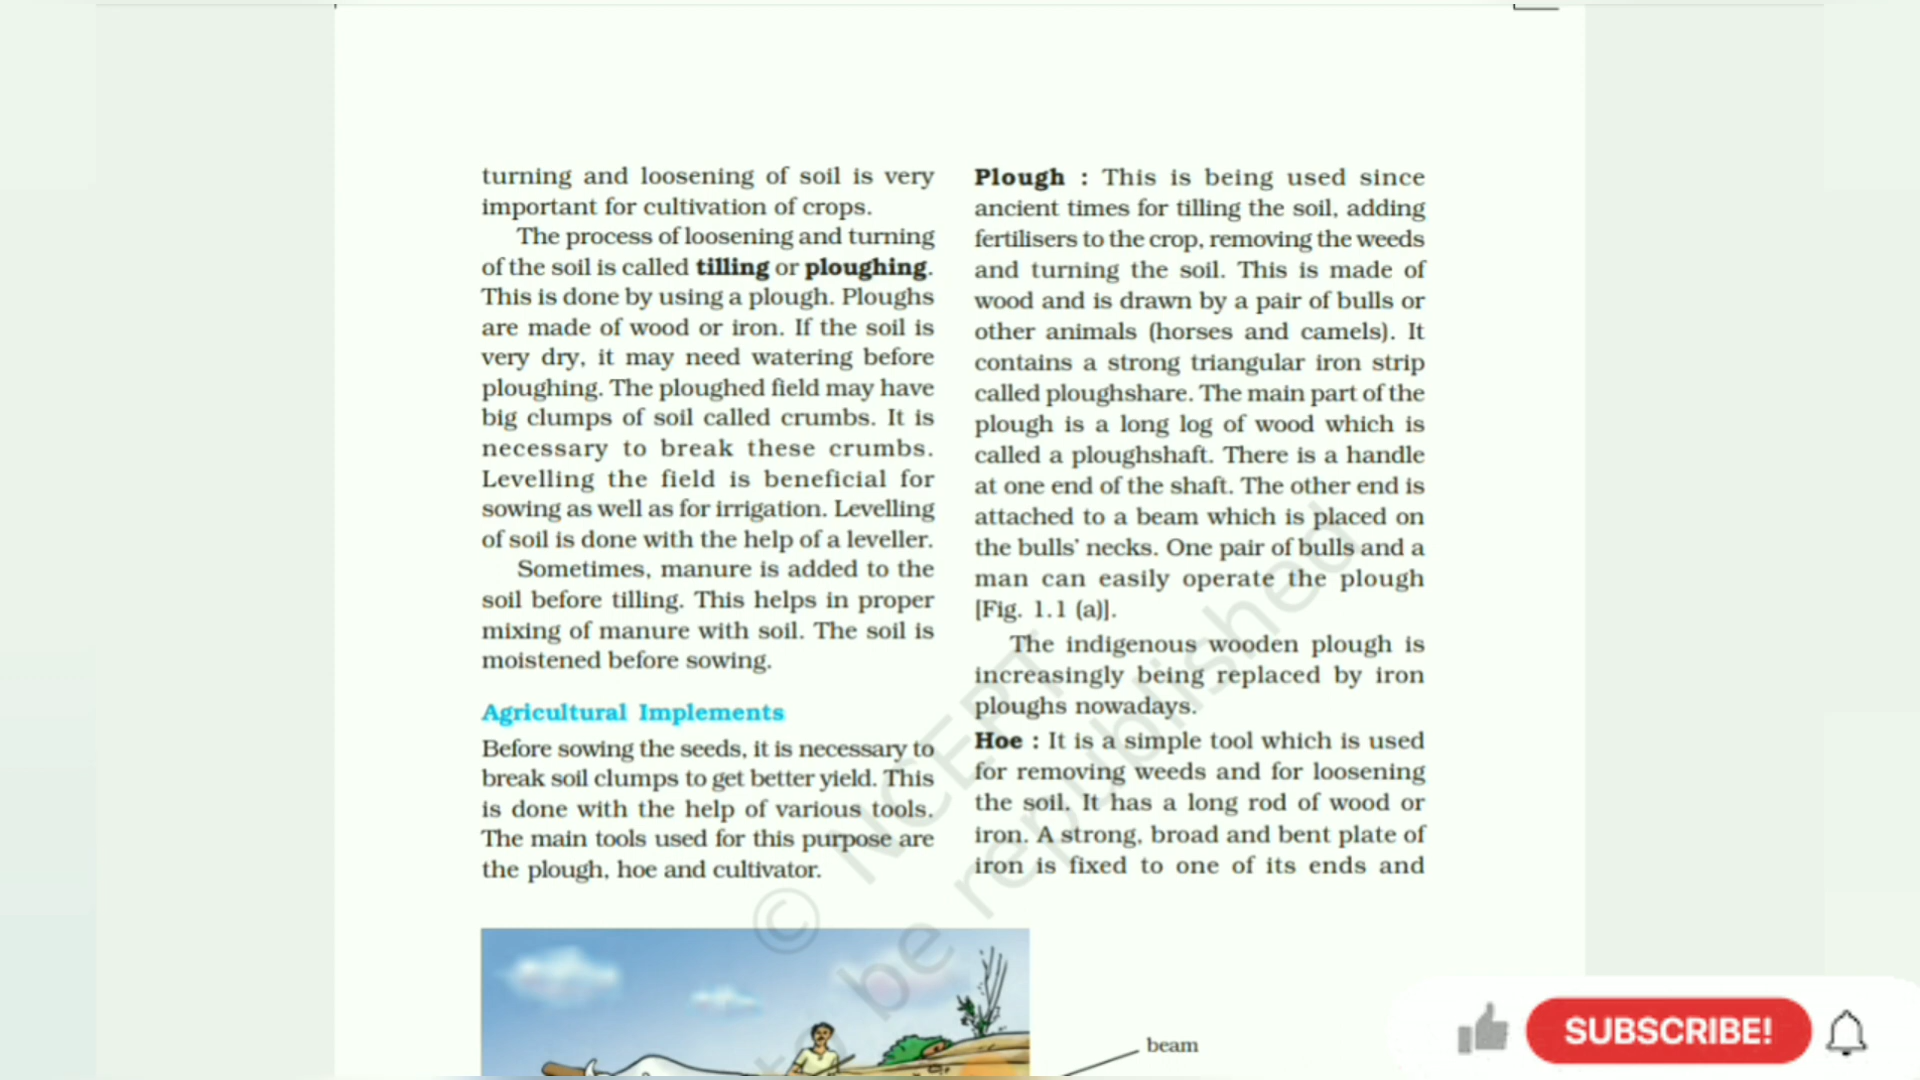 turning and loosening of soil is very
important for cultivation of crops.
The process of loosening and turning
of the soil is called tilling or ploughing.
This is done by using a plough. Ploughs
are made of wood or iron. If the soil is
very dry, it may need watering before
ploughing. The ploughed field may have
big clumps of soil called crumbs. It is
necessary to break these crumbs.
Levelling the field is beneficial for
sowing as well as for irrigation. Levelling
of soil is done with the help of a leveller.
Sometimes, manure is added to the
soil before tilling. This helps in proper
mixing of manure with soil. The soil is
moistened before sowing.
Agricultural Implements
Before sowing the seeds, it is necessary to
break soil clumps to get better yield. This
is done with the help of various tools.
The main tools used for this purpose are
the plough, hoe and cultivator.
Plough : This is being used since
ancient times for tilling the soil, adding
fertilisers to the crop, removing the weeds
and turning the soil. This is made of
wood and is drawn by a pair of bulls or
other animals (horses and camels). It
contains a strong triangular iron strip
called ploughshare. The main part of the
plough is a long log of wood which is
called a ploughshaft. There is a handle
at one end of the shaft. The other end is
attached to a beam which is placed on
the bulls' necks. One pair of bulls and a
man can easily operate the plough
[Fig. 1.1 (a)].
The indigenous wooden plough is
increasingly being replaced by iron
ploughs nowadays.
Hoe : It is a simple tool which is used
for removing weeds and for loosening
the soil. It has a long rod of wood or
iron. A strong, broad and bent plate of
iron is fixed to one of its ends and
beam
© NCERT
to be republished
SUBSCRIBE!